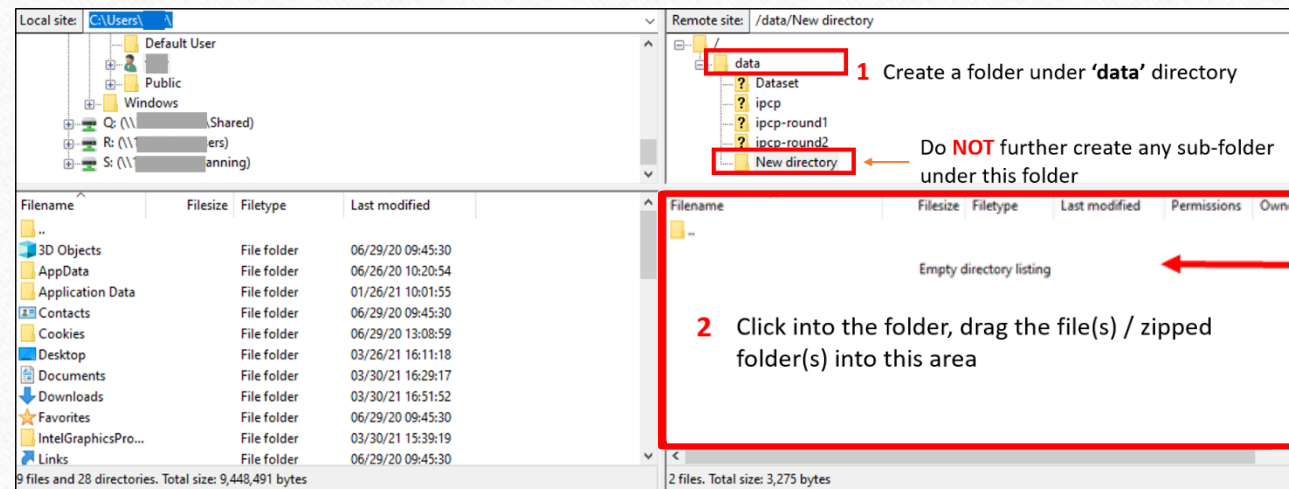 Local site: C:\Users\ \
Default User
Public
Windows
Q: (\\ \Shared)
R: (\\ ers)
S: (\\ anning)
Filename Filesize Filetype Last modified
..
3D Objects File folder 06/29/20 09:45:30
AppData File folder 06/26/20 10:20:54
Application Data File folder 01/26/21 10:01:55
Contacts File folder 06/29/20 09:45:30
Cookies File folder 06/29/20 13:08:59
Desktop File folder 03/26/21 16:11:18
Documents File folder 03/30/21 16:29:17
Downloads File folder 03/30/21 16:51:52
Favorites File folder 06/29/20 09:45:30
IntelGraphicsPro... File folder 03/30/21 15:39:19
Links File folder 06/29/20 09:45:30
9 files and 28 directories. Total size: 9,448,491 bytes
Remote site: /data/New directory
/
data
? Dataset
? ipcp
? ipcp-round1
? ipcp-round2
New directory
1 Create a folder under ‘data’ directory
Do NOT further create any sub-folder
under this folder
Filename Filesize Filetype Last modified Permissions Owne
..
Empty directory listing
2 Click into the folder, drag the file(s) / zipped
folder(s) into this area
2 files. Total size: 3,275 bytes